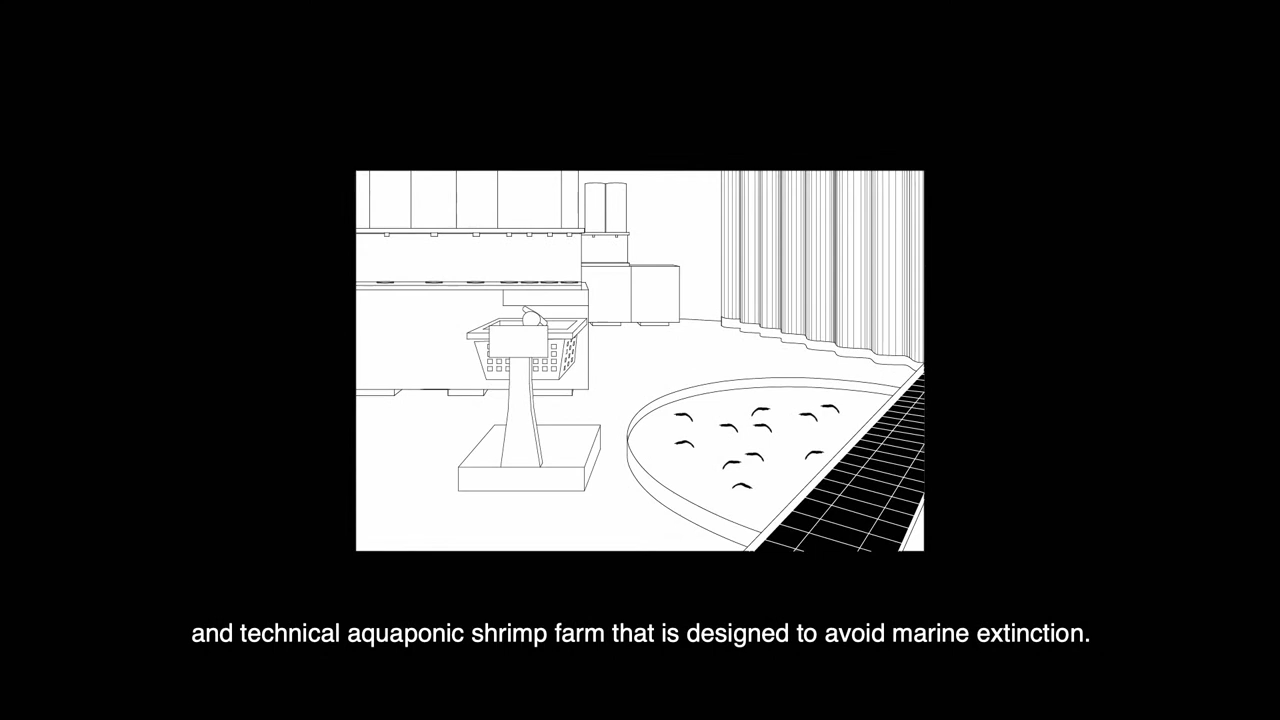 and technical aquaponic shrimp farm that is designed to avoid marine extinction.